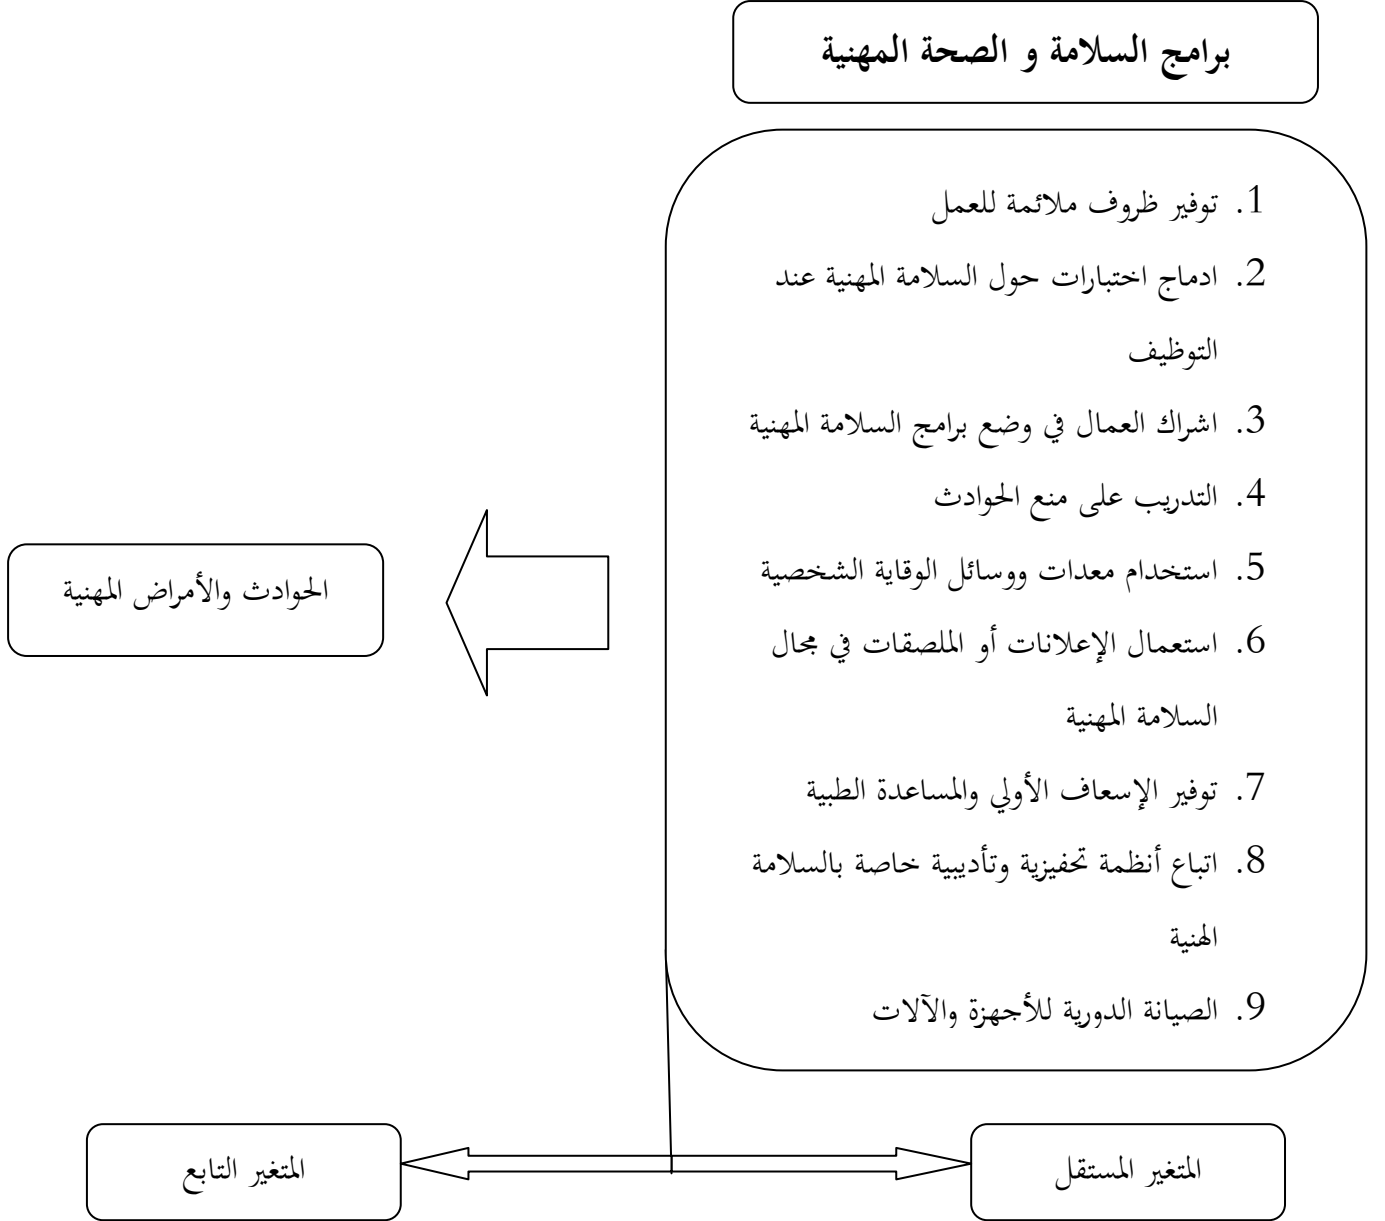 برامج السلامة و الصحة المهنية
1. توفير ظروف ملائمة للعمل
2. ادماج اختبارات حول السلامة المهنية عند
التوظيف
3. اشراك العمال في وضع برامج السلامة المهنية
4. التدريب على منع الحوادث
5. استخدام معدات ووسائل الوقاية الشخصية
6. استعمال الإعلانات أو الملصقات في مجال
السلامة المهنية
7. توفير الإسعاف الأولي والمساعدة الطبية
8. اتباع أنظمة تحفيزية وتأديبية خاصة بالسلامة
الهنية
9. الصيانة الدورية للأجهزة والآلات
الحوادث والأمراض المهنية
المتغير المستقل
المتغير التابع